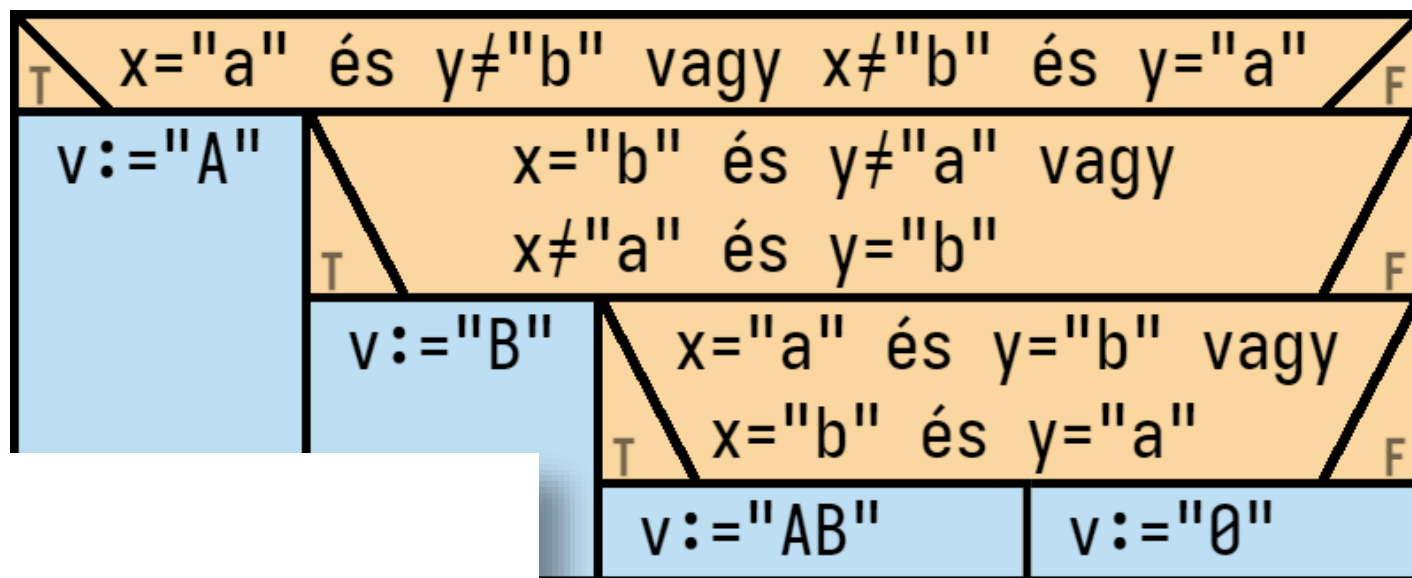 T x="a" és y≠"b" vagy x≠"b" és y="a" F
v:="A"
x="b" és y≠"a" vagy
T x≠"a" és y="b" F
v:="B"
x="a" és y="b" vagy
T x="b" és y="a" F
v:="AB" v:="0"